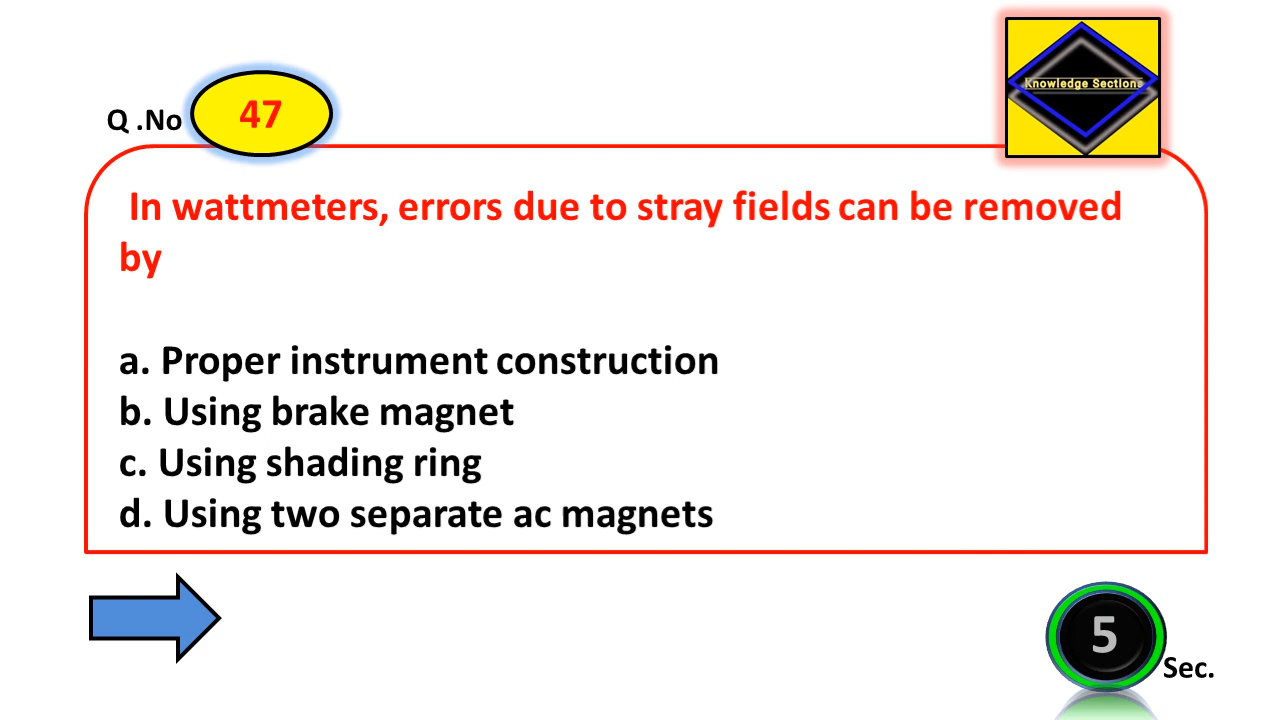 Knowledge Sections
Q .No 47
In wattmeters, errors due to stray fields can be removed
by
a. Proper instrument construction
b. Using brake magnet
c. Using shading ring
d. Using two separate ac magnets
5
Sec.